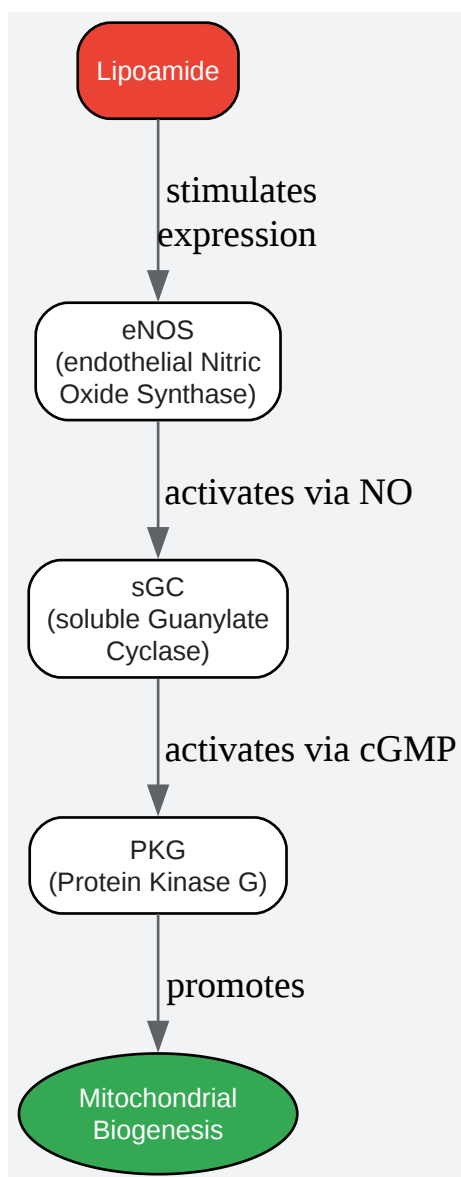 Lipoamide
stimulates
expression
eNOS
(endothelial Nitric
Oxide Synthase)
activates via NO
sGC
(soluble Guanylate
Cyclase)
activates via cGMP
PKG
(Protein Kinase G)
promotes
Mitochondrial
Biogenesis